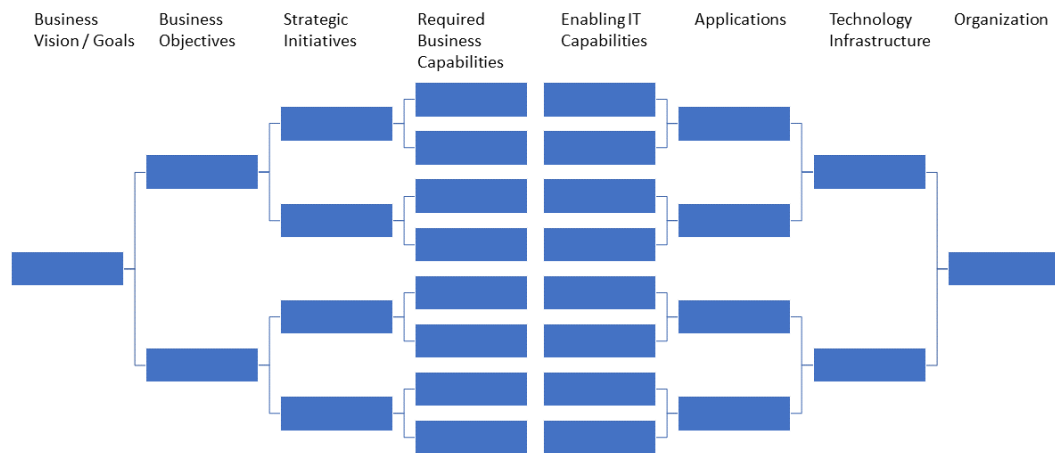 Business
Vision / Goals
Business
Objectives
Strategic
Initiatives
Required
Business
Capabilities
Enabling IT
Capabilities
Applications
Technology
Infrastructure
Organization